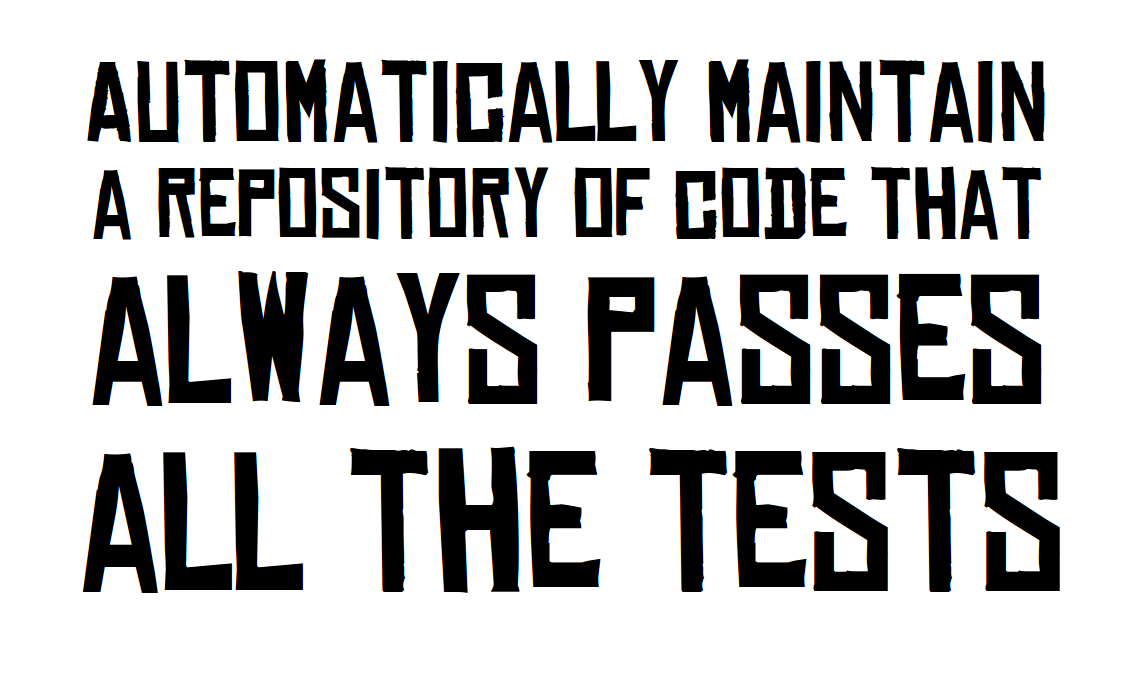 AUTOMATICALLY MAINTAIN
A REPOSITORY OF CODE THAT
ALWAYS PASSES
ALL THE TESTS